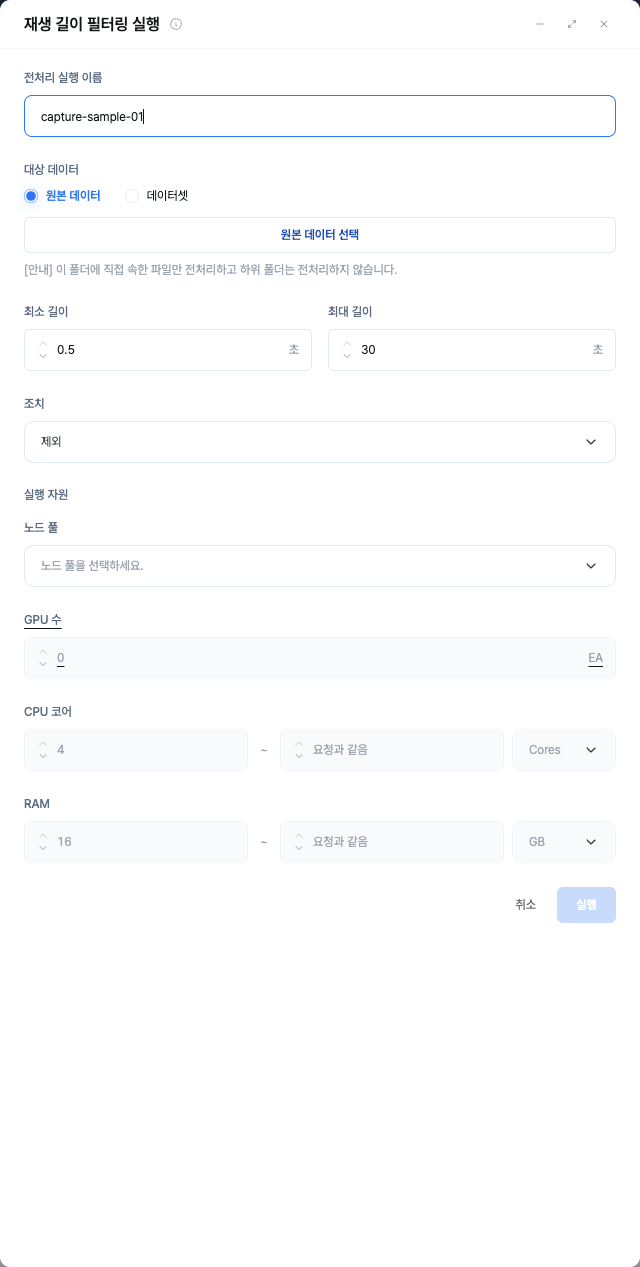 재생 길이 필터링 실행
전처리 실행 이름
capture-sample-01
대상 데이터
원본 데이터 데이터셋
원본 데이터 선택
[안내] 이 폴더에 직접 속한 파일만 전처리하고 하위 폴더는 전처리하지 않습니다.
최소 길이 최대 길이
0.5 초 30 초
조치
제외
실행 자원
노드 풀
노드 풀을 선택하세요.
GPU 수
0 EA
CPU 코어
4 ~ 요청과 같음 Cores
RAM
16 ~ 요청과 같음 GB
취소 실행